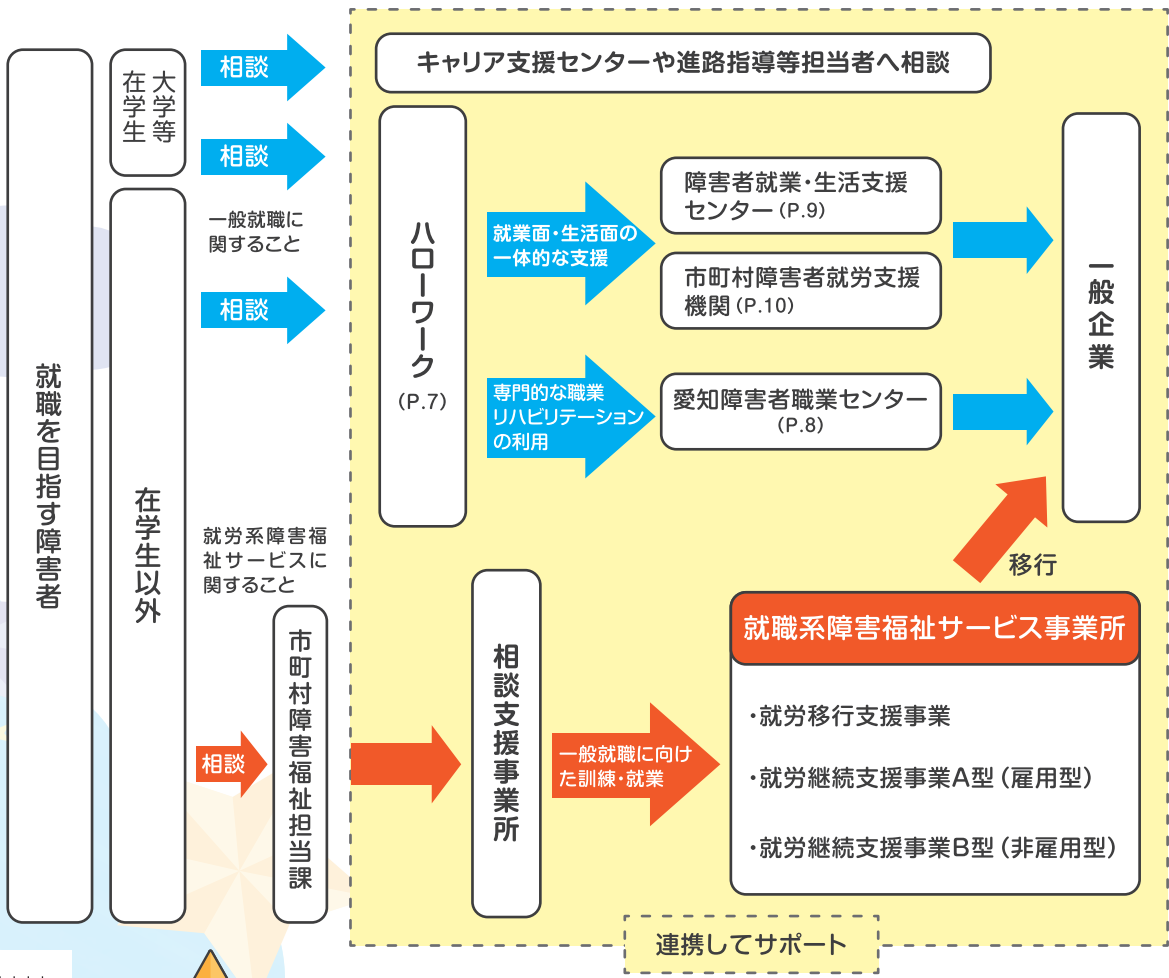 就職を目指す障害者
大学等
在学生
在学生以外
相談
相談
一般就職に
関すること
相談
就労系障害福
祉サービスに
関すること
相談
市町村障害福祉担当課
キャリア支援センターや進路指導等担当者へ相談
ハローワーク
(P.7)
就業面・生活面の
一体的な支援
障害者就業・生活支援
センター(P.9)
市町村障害者就労支援
機関(P.10)
専門的な職業
リハビリテーション
の利用
愛知障害者職業センター
(P.8)
一般企業
移行
相談支援事業所
一般就職に向け
た訓練・就業
就職系障害福祉サービス事業所
・就労移行支援事業
・就労継続支援事業A型(雇用型)
・就労継続支援事業B型(非雇用型)
連携してサポート